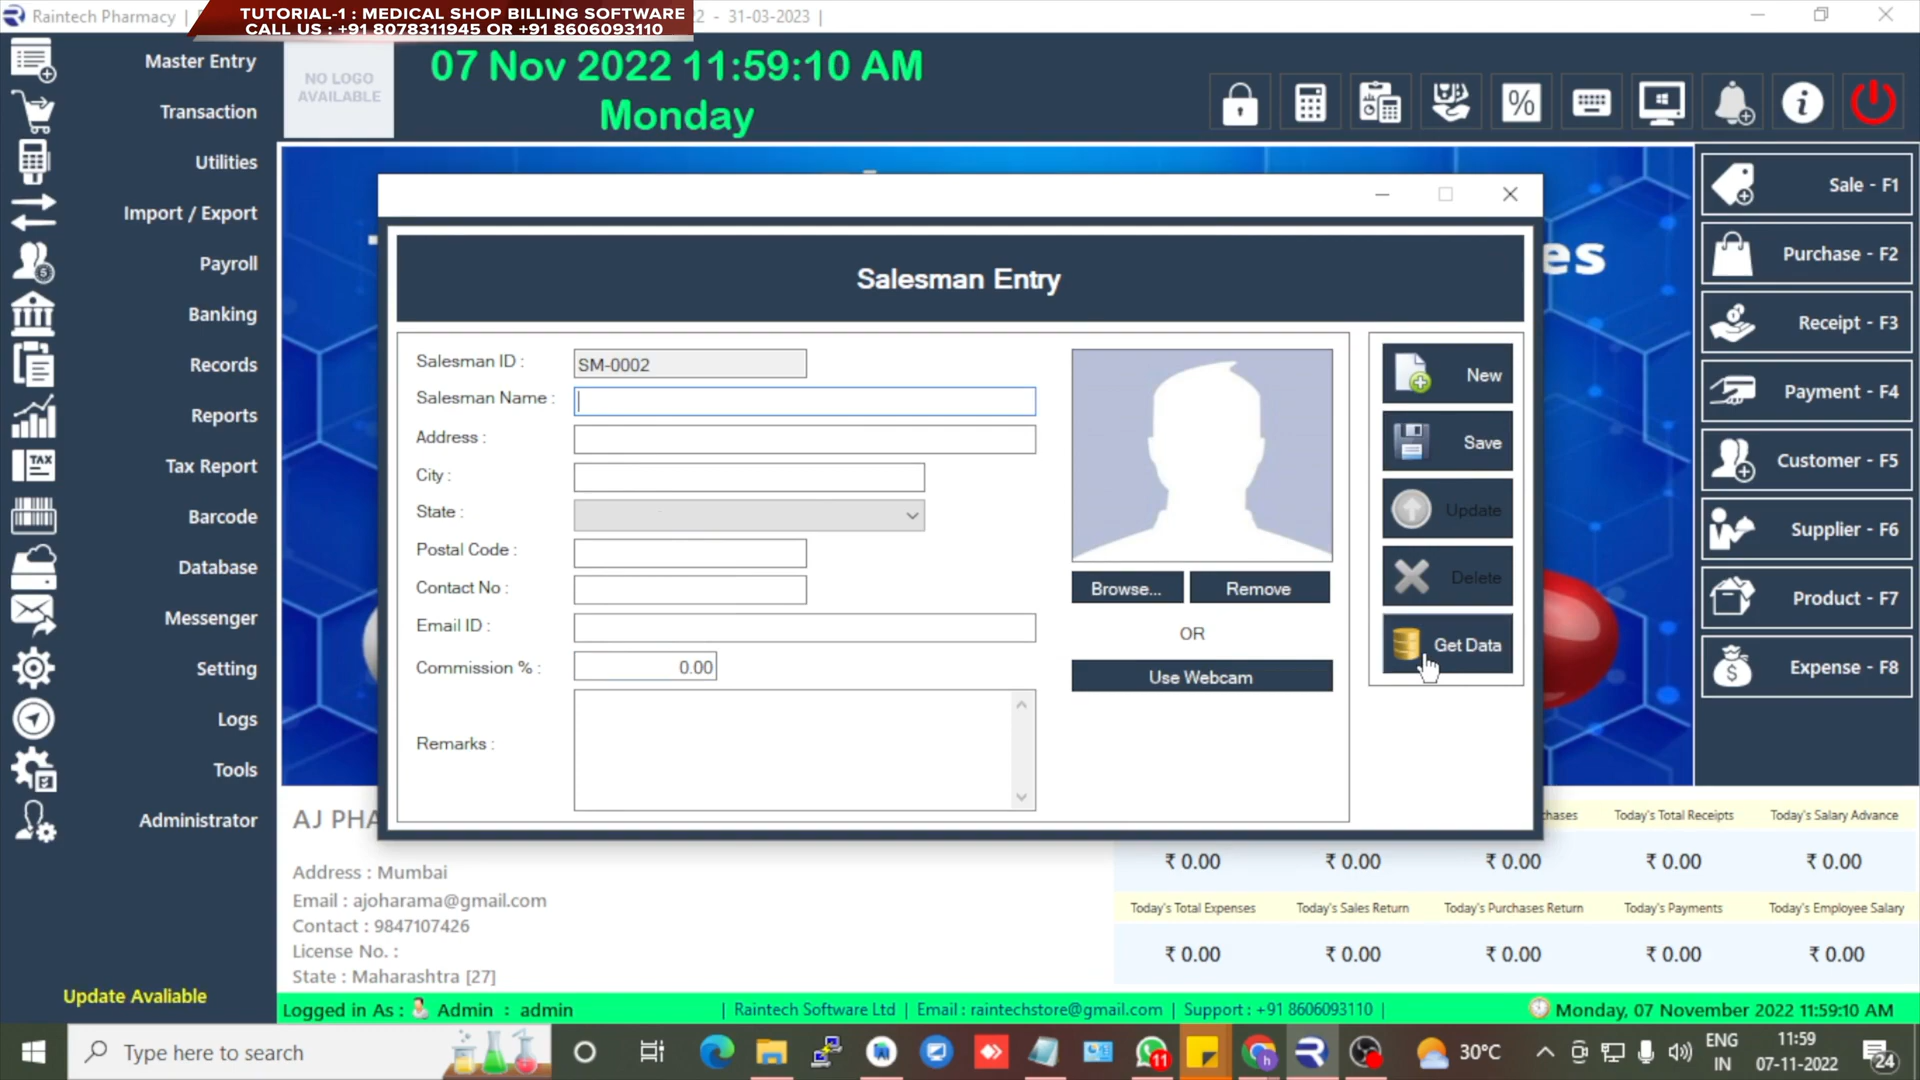 Raintech Pharmacy |
2 - 31-03-2023 |
TUTORIAL-1 : MEDICAL SHOP BILLING SOFTWARE
CALL US : +91 8078311945 OR +91 8606093110
Master Entry
Transaction
Utilities
Import / Export
Payroll
Banking
Records
Reports
Tax Report
Barcode
Database
Messenger
Setting
Logs
Tools
Administrator
Update Avaliable
NO LOGO
AVAILABLE
07 Nov 2022 11:59:10 AM
Monday
%
TAX
es
Salesman Entry
Salesman ID :
SM-0002
Salesman Name :
Address :
City :
State :
Postal Code :
Contact No :
Email ID :
Commission % :
0.00
Remarks :
Browse...
Remove
OR
Use Webcam
New
Save
Update
Delete
Get Data
Sale - F1
Purchase - F2
Receipt - F3
Payment - F4
Customer - F5
Supplier - F6
Product - F7
Expense - F8
AJ PHA
Address : Mumbai
Email : ajoharama@gmail.com
Contact : 9847107426
License No. :
State : Maharashtra [27]
hases
Today's Total Receipts
Today's Salary Advance
₹ 0.00
₹ 0.00
₹ 0.00
₹ 0.00
₹ 0.00
Today's Total Expenses
Today's Sales Return
Today's Purchases Return
Today's Payments
Today's Employee Salary
₹ 0.00
₹ 0.00
₹ 0.00
₹ 0.00
₹ 0.00
Logged in As : Admin : admin
| Raintech Software Ltd | Email : raintechstore@gmail.com | Support : +91 8606093110 |
Monday, 07 November 2022 11:59:10 AM
Type here to search
11
30°C
ENG
IN
11:59
07-11-2022
24